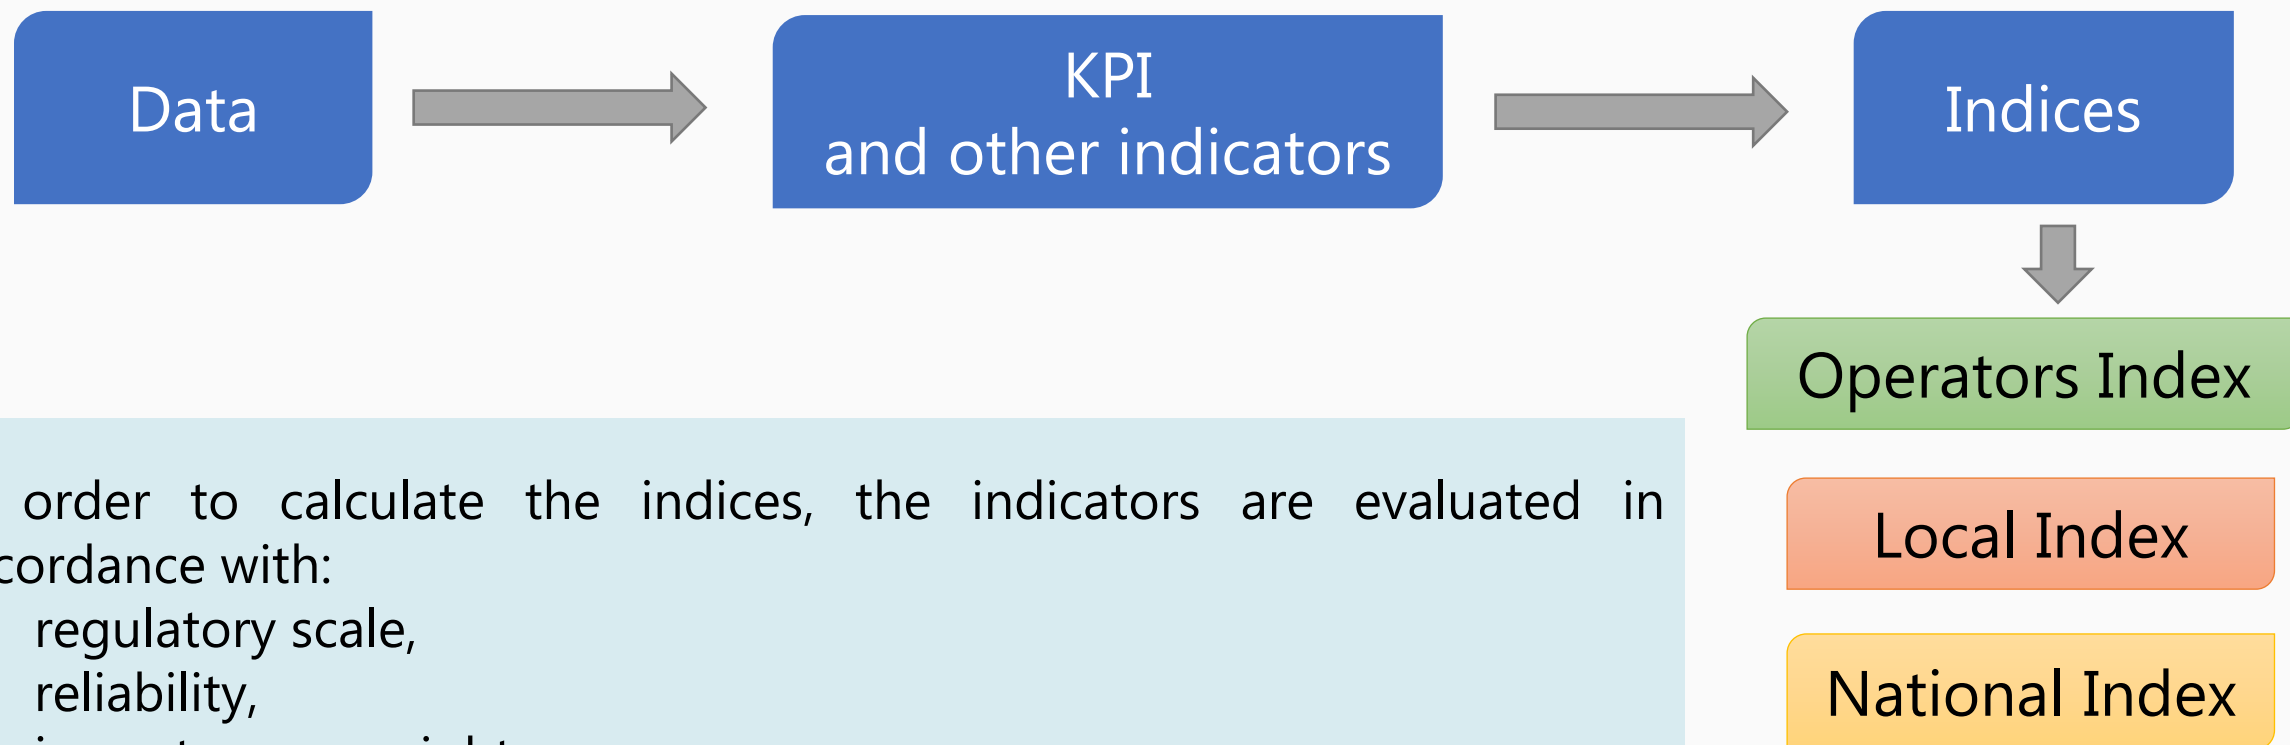 Data
KPI
and other indicators
Indices
Operators Index
Local Index
National Index
order to calculate the indices, the indicators are evaluated in
cordance with:
regulatory scale,
reliability,